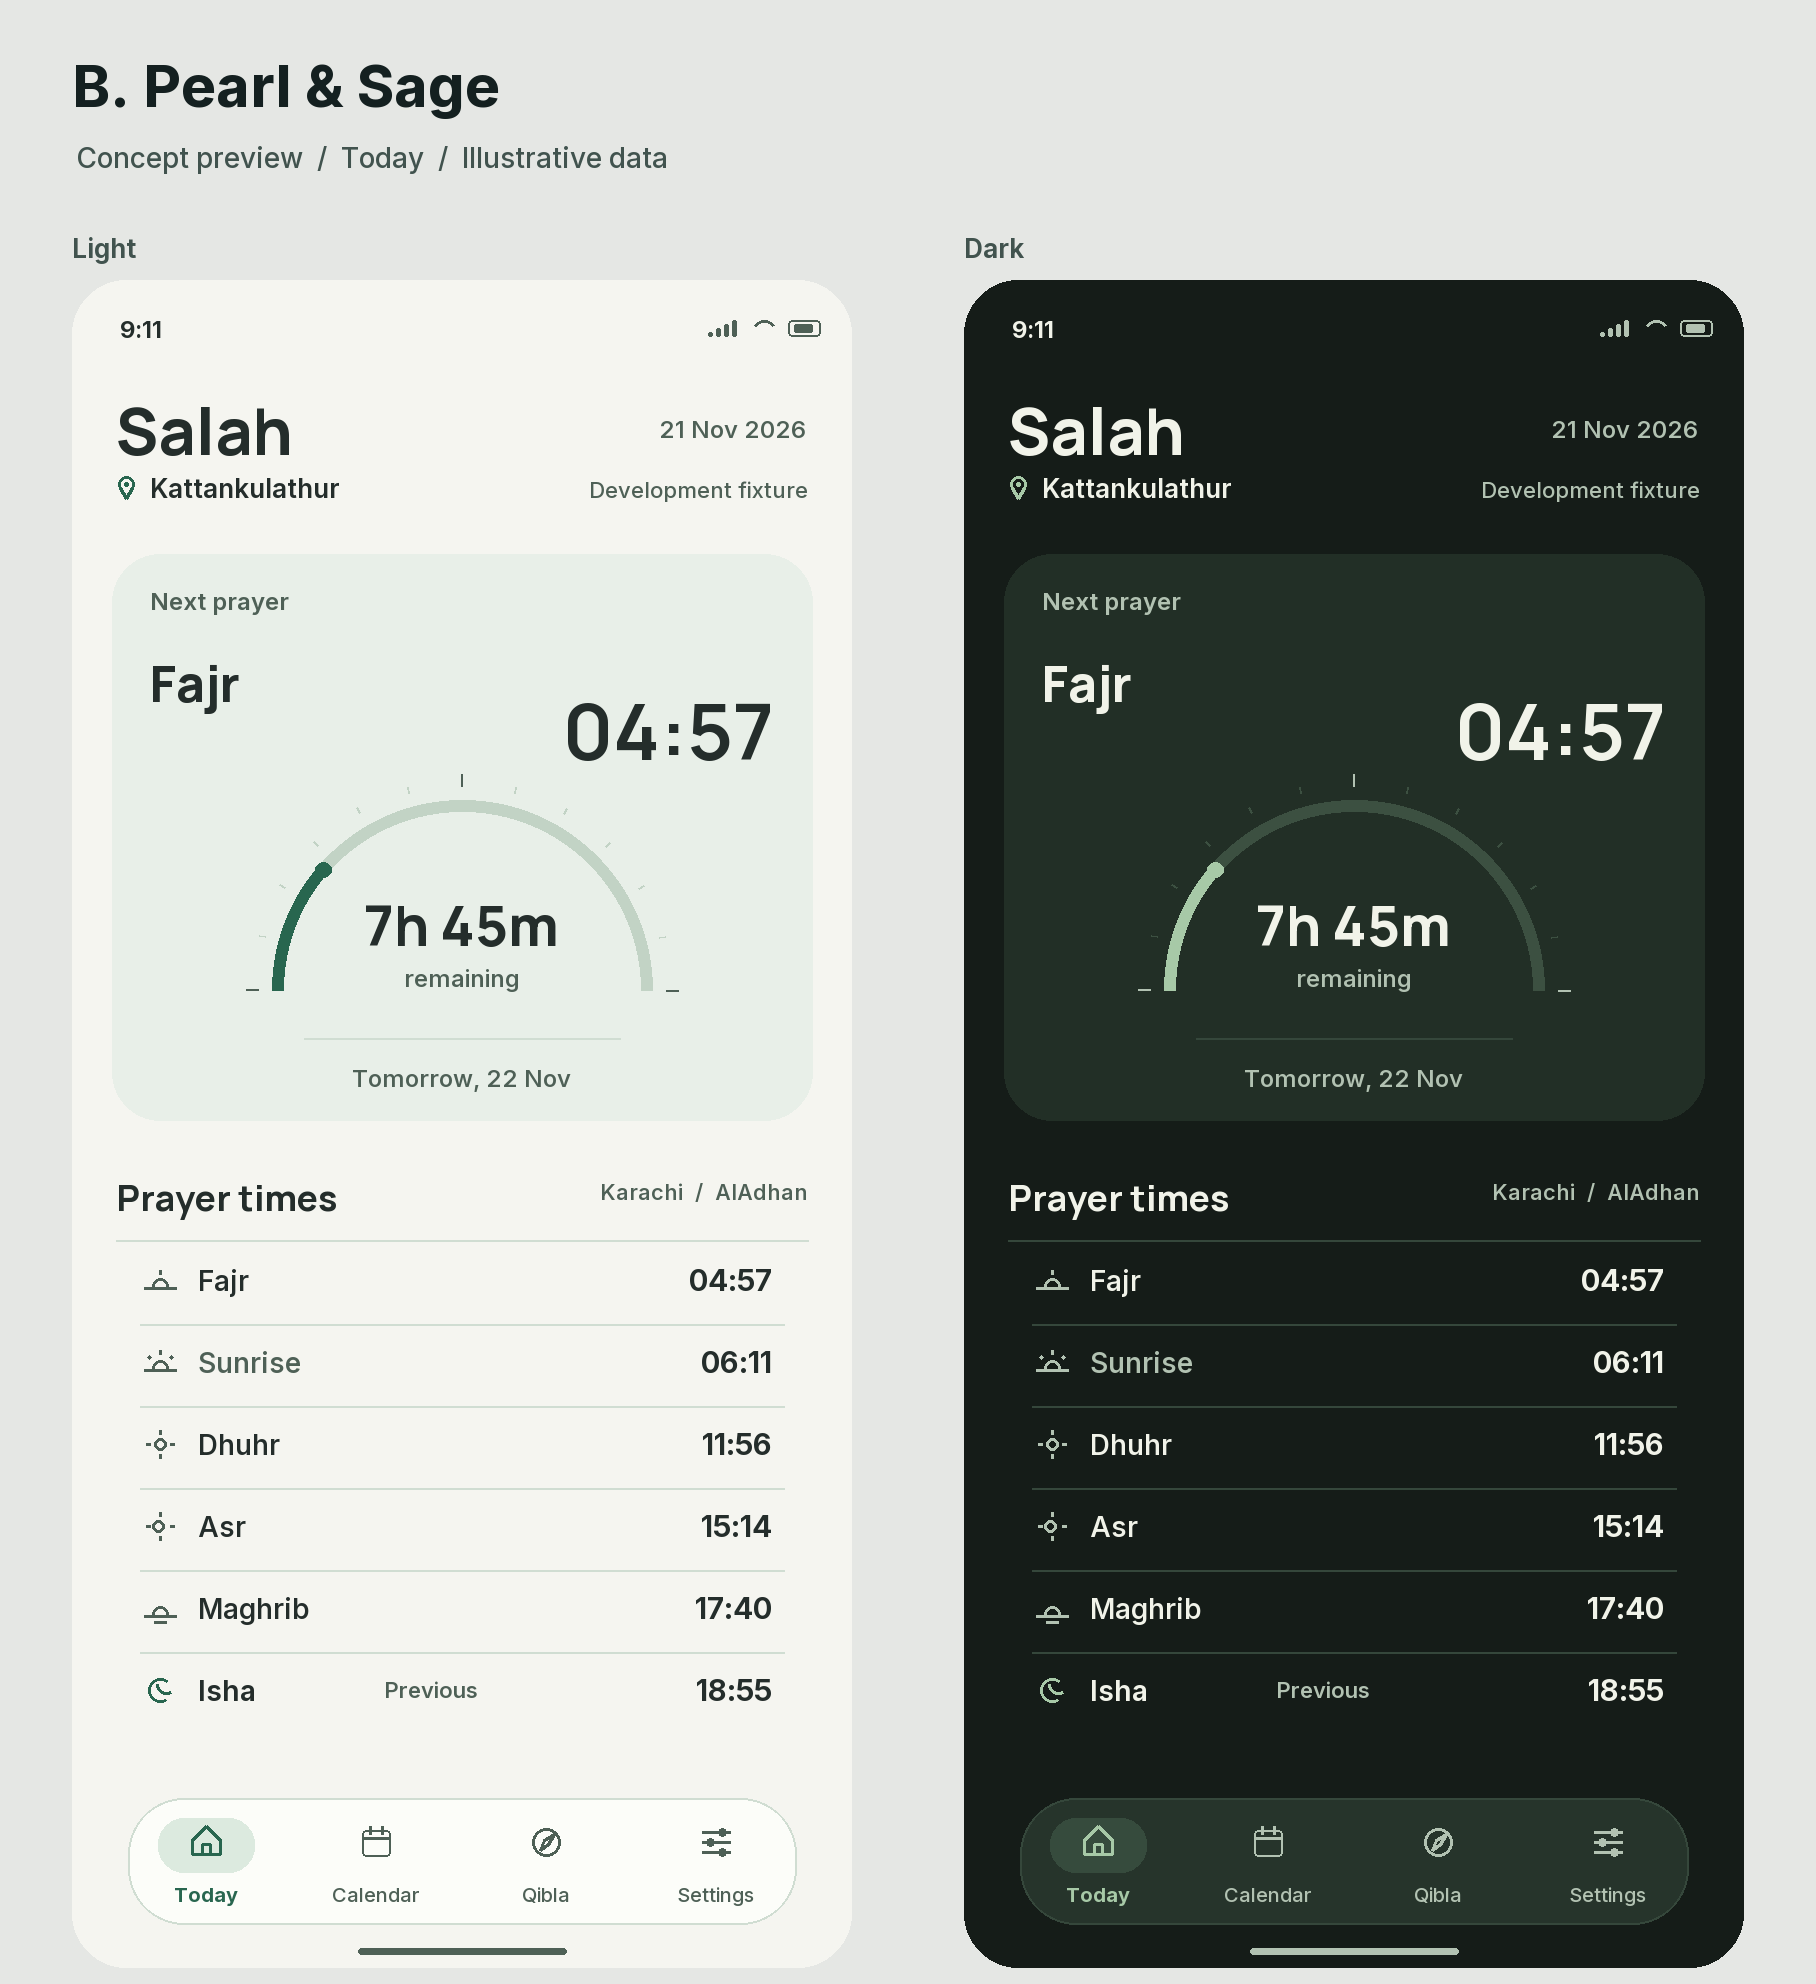 B. Pearl & Sage
Concept preview / Today / Illustrative data
Light
9:11
Salah
21 Nov 2026
Kattankulathur
Development fixture
Next prayer
Fajr
04:57
7h 45m
remaining
Tomorrow, 22 Nov
Prayer times
Karachi / AlAdhan
Fajr 04:57
Sunrise 06:11
Dhuhr 11:56
Asr 15:14
Maghrib 17:40
Isha Previous 18:55
Today Calendar Qibla Settings
Dark
9:11
Salah
21 Nov 2026
Kattankulathur
Development fixture
Next prayer
Fajr
04:57
7h 45m
remaining
Tomorrow, 22 Nov
Prayer times
Karachi / AlAdhan
Fajr 04:57
Sunrise 06:11
Dhuhr 11:56
Asr 15:14
Maghrib 17:40
Isha Previous 18:55
Today Calendar Qibla Settings